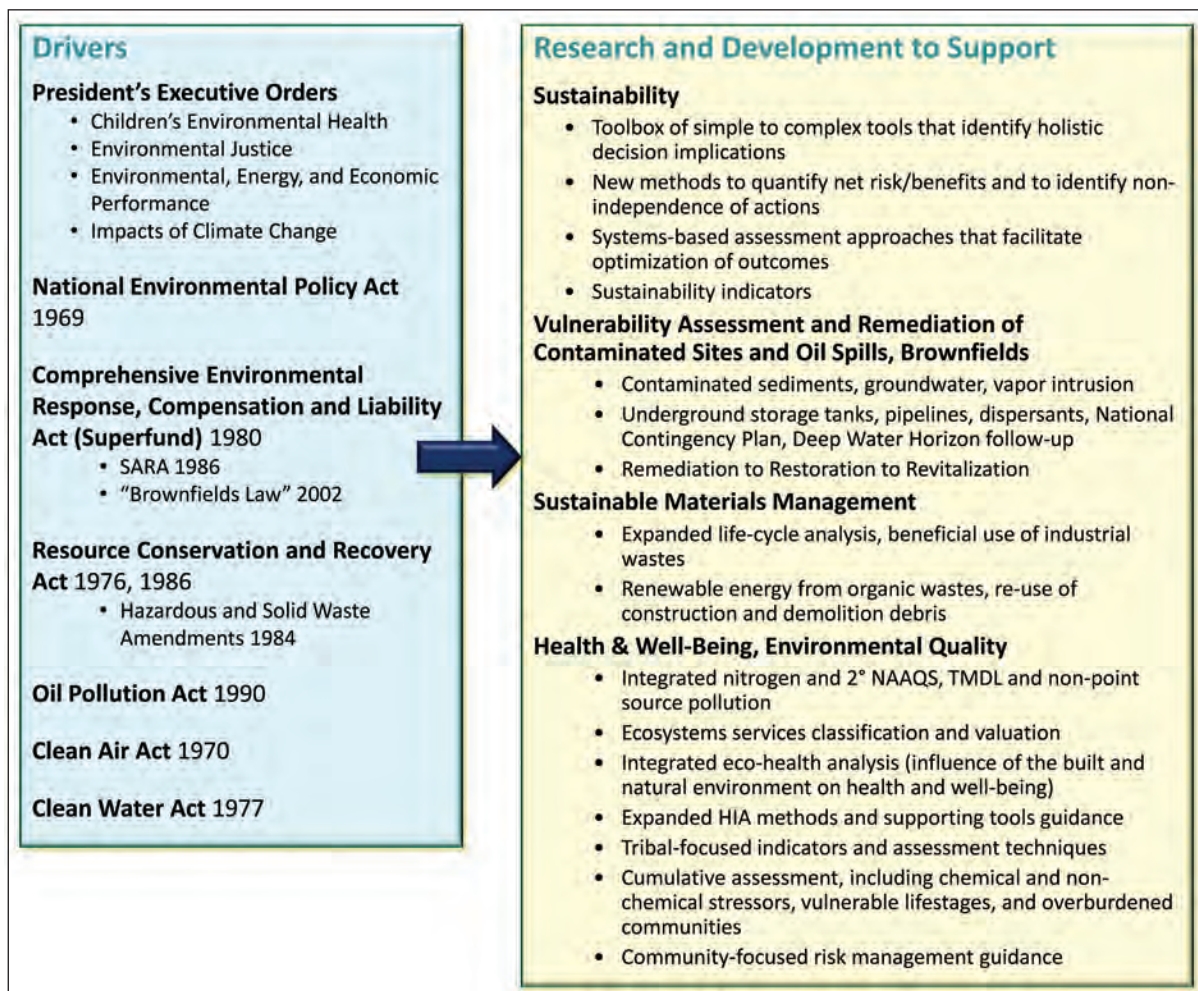 Drivers
President's Executive Orders
• Children's Environmental Health
• Environmental Justice
• Environmental, Energy, and Economic
Performance
• Impacts of Climate Change
National Environmental Policy Act
1969
Comprehensive Environmental
Response, Compensation and Liability
Act (Superfund) 1980
• SARA 1986
• "Brownfields Law" 2002
Resource Conservation and Recovery
Act 1976, 1986
• Hazardous and Solid Waste
Amendments 1984
Oil Pollution Act 1990
Clean Air Act 1970
Clean Water Act 1977
Research and Development to Support
Sustainability
• Toolbox of simple to complex tools that identify holistic
decision implications
• New methods to quantify net risk/benefits and to identify non-
independence of actions
• Systems-based assessment approaches that facilitate
optimization of outcomes
• Sustainability indicators
Vulnerability Assessment and Remediation of
Contaminated Sites and Oil Spills, Brownfields
• Contaminated sediments, groundwater, vapor intrusion
• Underground storage tanks, pipelines, dispersants, National
Contingency Plan, Deep Water Horizon follow-up
• Remediation to Restoration to Revitalization
Sustainable Materials Management
• Expanded life-cycle analysis, beneficial use of industrial
wastes
• Renewable energy from organic wastes, re-use of
construction and demolition debris
Health & Well-Being, Environmental Quality
• Integrated nitrogen and 2° NAAQS, TMDL and non-point
source pollution
• Ecosystems services classification and valuation
• Integrated eco-health analysis (influence of the built and
natural environment on health and well-being)
• Expanded HIA methods and supporting tools guidance
• Tribal-focused indicators and assessment techniques
• Cumulative assessment, including chemical and non-
chemical stressors, vulnerable lifestages, and overburdened
communities
• Community-focused risk management guidance